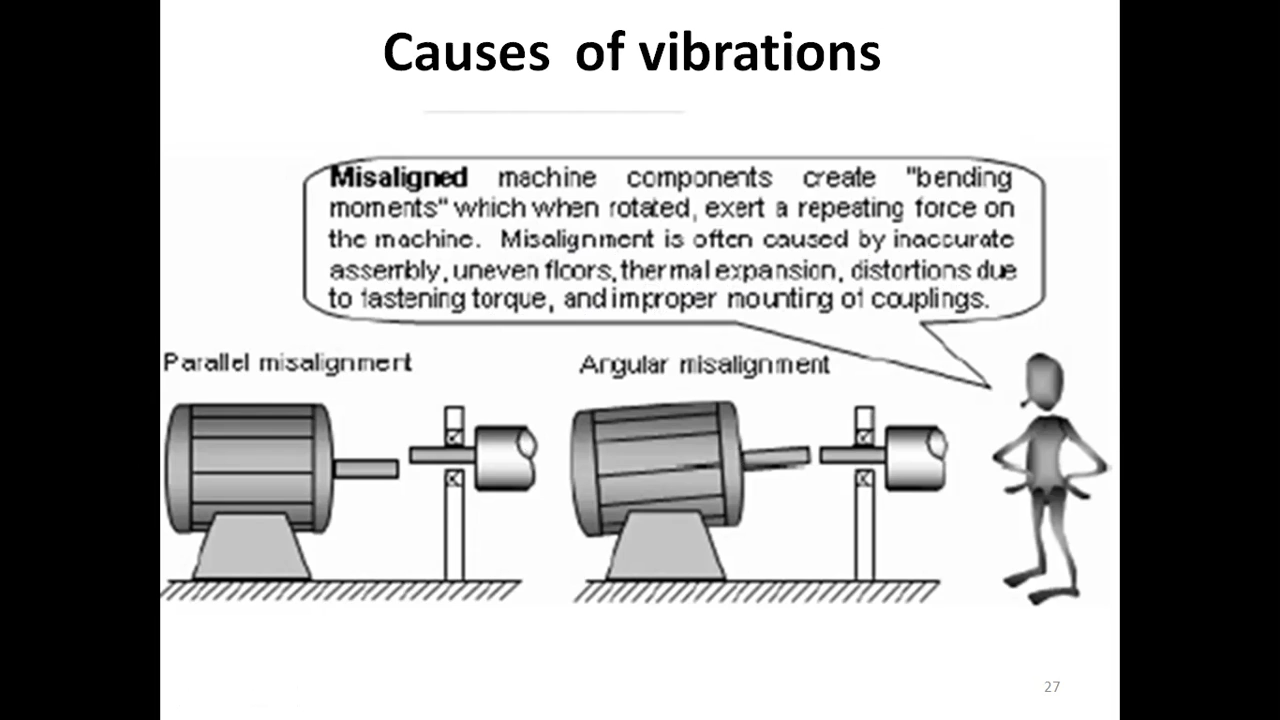 Causes of vibrations
Misaligned machine components create "bending
moments" which when rotated, exert a repeating force on
the machine. Misalignment is often caused by inaccurate
assembly, uneven floors, thermal expansion, distortions due
to fastening torque, and improper mounting of couplings.
Parallel misalignment
Angular misalignment
27